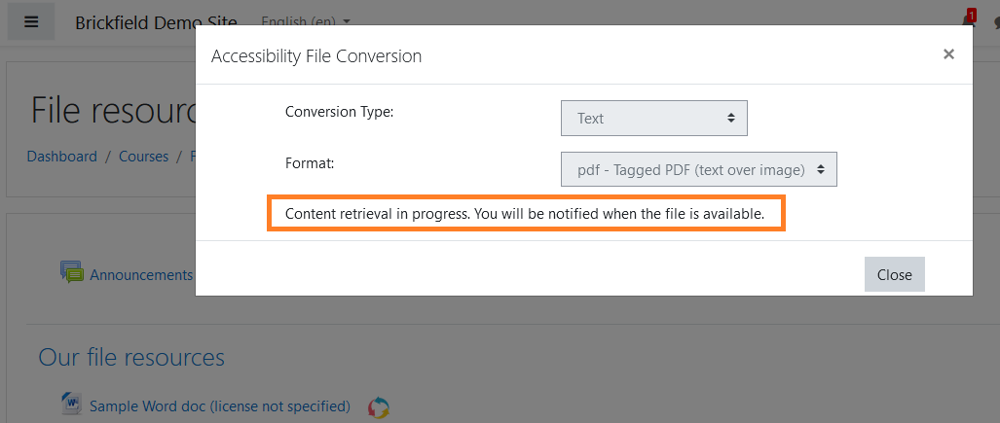 Brickfield Demo Site
English (en)
1
Accessibility File Conversion
×
Conversion Type:
Text
File resourc
Format:
Dashboard / Courses / F
pdf - Tagged PDF (text over image)
Content retrieval in progress. You will be notified when the file is available.
Announcements
Close
Our file resources
Sample Word doc (license not specified)